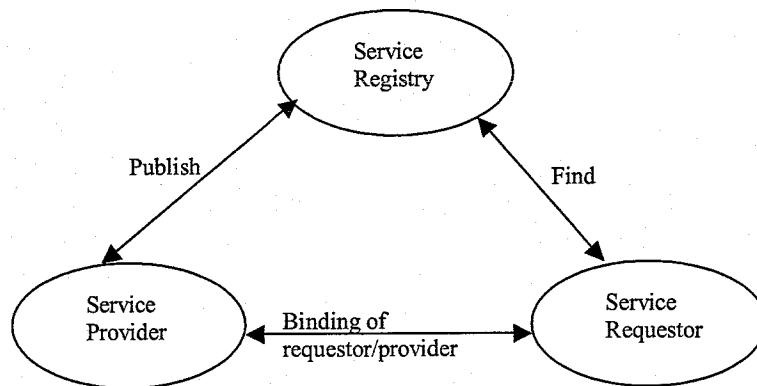 Service
Registry
Publish
Find
Service
Provider
Binding of
requestor/provider
Service
Requestor